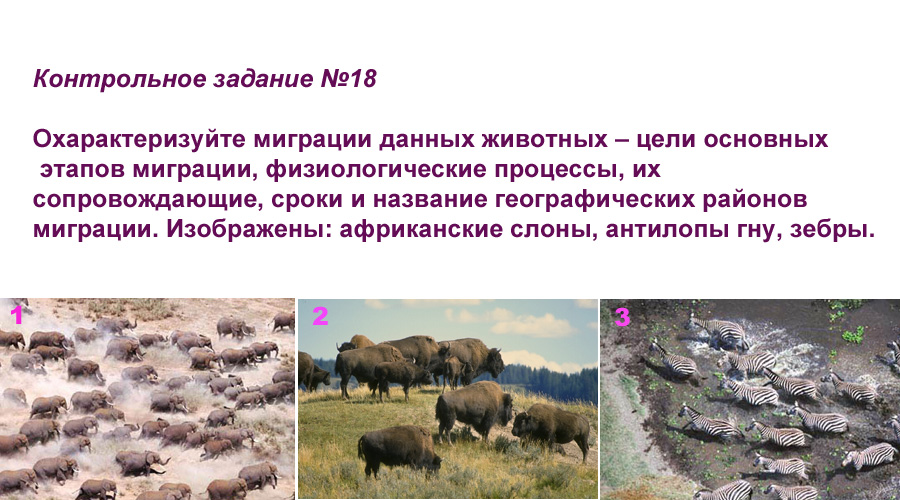 Контрольное задание №18
Охарактеризуйте миграции данных животных – цели основных
этапов миграции, физиологические процессы, их
сопровождающие, сроки и название географических районов
миграции. Изображены: африканские слоны, антилопы гну, зебры.
1 2 3